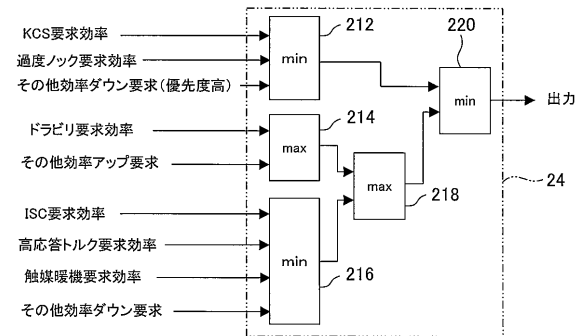 KCS要求効率
過度ノック要求効率
その他効率ダウン要求(優先度高)
min
212
ドラビリ要求効率
その他効率アップ要求
max
214
ISC要求効率
高応答トルク要求効率
触媒暖機要求効率
その他効率ダウン要求
min
216
max
218
220
min
出力
24